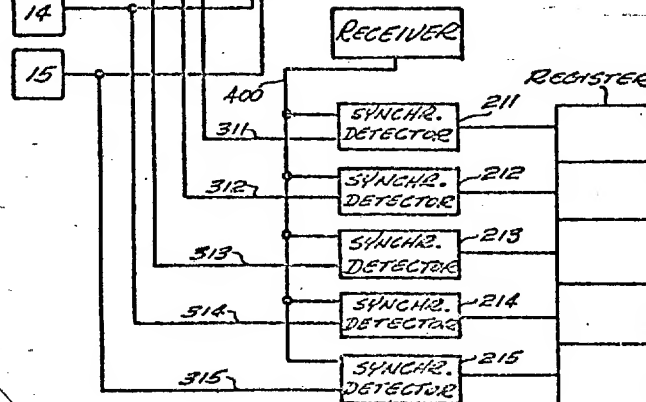 14
RECEIVER
15
REGISTER
400
211
SYNCHR.
DETECTOR
311
212
SYNCHR.
DETECTOR
312
213
SYNCHR.
DETECTOR
313
214
SYNCHR.
DETECTOR
314
215
SYNCHR.
DETECTOR
315